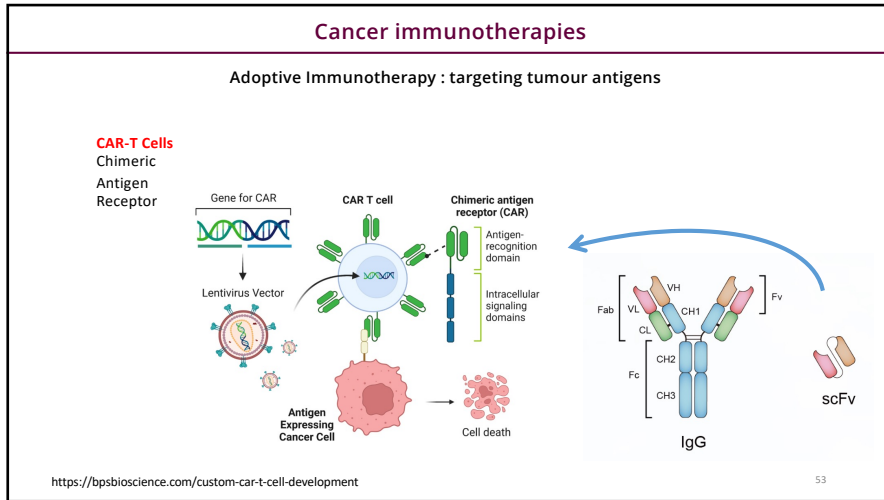 Cancer immunotherapies
Adoptive Immunotherapy : targeting tumour antigens
CAR-T Cells
Chimeric
Antigen
Receptor
Gene for CAR
Lentivirus Vector
CAR T cell
Chimeric antigen
receptor (CAR)
Antigen-
recognition
domain
Intracellular
signaling
domains
Antigen
Expressing
Cancer Cell
Cell death
Fab
VH
VL
CH1
CL
Fv
Fc
CH2
CH3
IgG
scFv
https://bpsbioscience.com/custom-car-t-cell-development
53